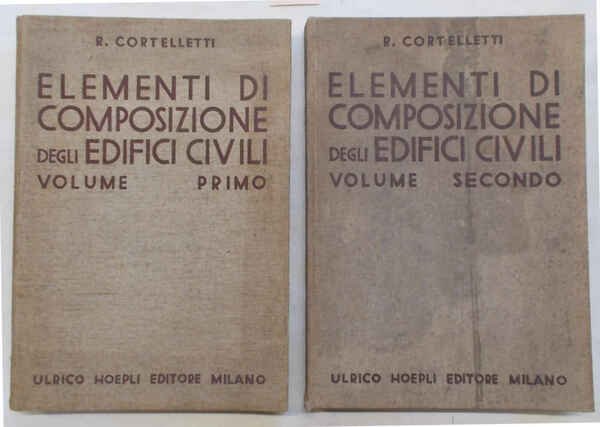 R. CORTELLETTI
ELEMENTI DI
COMPOSIZIONE
DEGLI EDIFICI CIVILI
VOLUME PRIMO
ULRICO HOEPLI EDITORE MILANO
R. CORTELLETTI
ELEMENTI DI
COMPOSIZIONE
DEGLI EDIFICI CIVILI
VOLUME SECONDO
ULRICO HOEPLI EDITORE MILANO